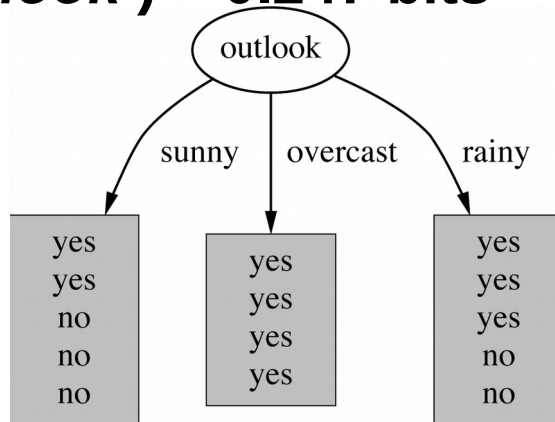 outlook
sunny
overcast
rainy
yes
yes
no
no
no
yes
yes
yes
yes
yes
yes
yes
no
no